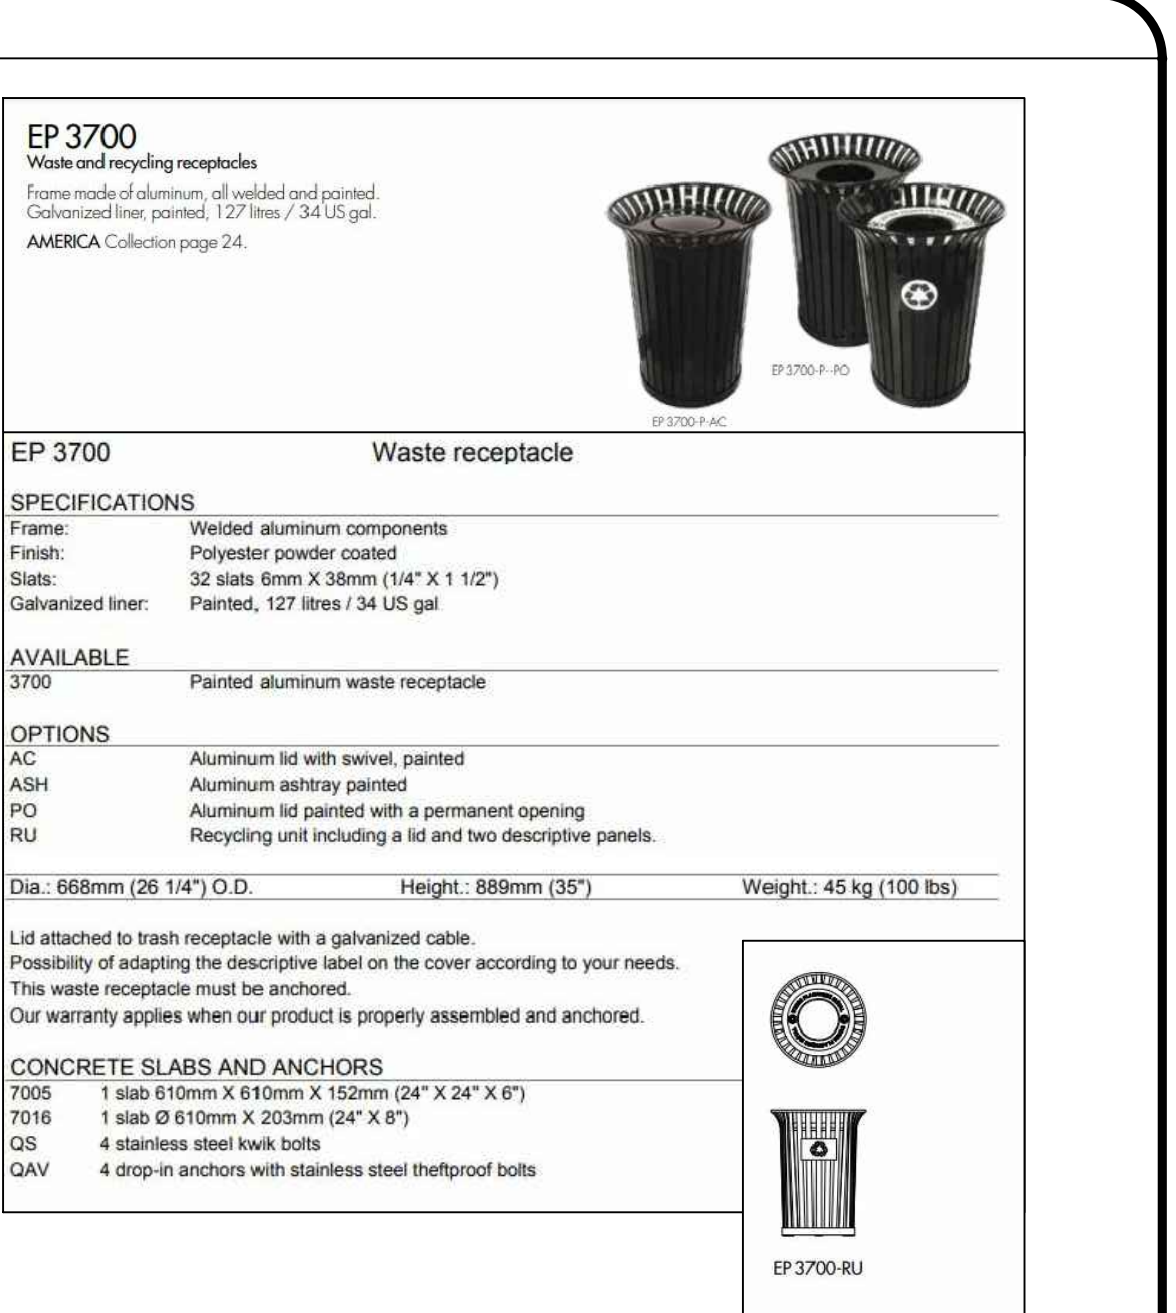 EP 3700
Waste and recycling receptacles
Frame made of aluminum, all welded and painted.
Galvanized liner, painted, 127 litres / 34 US gal.
AMERICA Collection page 24.
EP 3700-P--PO
EP 3700-P-AC
EP 3700 Waste receptacle
SPECIFICATIONS
Frame: Welded aluminum components
Finish: Polyester powder coated
Slats: 32 slats 6mm X 38mm (1/4" X 1 1/2")
Galvanized liner: Painted, 127 litres / 34 US gal
AVAILABLE
3700 Painted aluminum waste receptacle
OPTIONS
AC Aluminum lid with swivel, painted
ASH Aluminum ashtray painted
PO Aluminum lid painted with a permanent opening
RU Recycling unit including a lid and two descriptive panels.
Dia.: 668mm (26 1/4") O.D. Height.: 889mm (35") Weight.: 45 kg (100 lbs)
Lid attached to trash receptacle with a galvanized cable.
Possibility of adapting the descriptive label on the cover according to your needs.
This waste receptacle must be anchored.
Our warranty applies when our product is properly assembled and anchored.
CONCRETE SLABS AND ANCHORS
7005 1 slab 610mm X 610mm X 152mm (24" X 24" X 6")
7016 1 slab Ø 610mm X 203mm (24" X 8")
QS 4 stainless steel kwik bolts
QAV 4 drop-in anchors with stainless steel theftproof bolts
EP 3700-RU